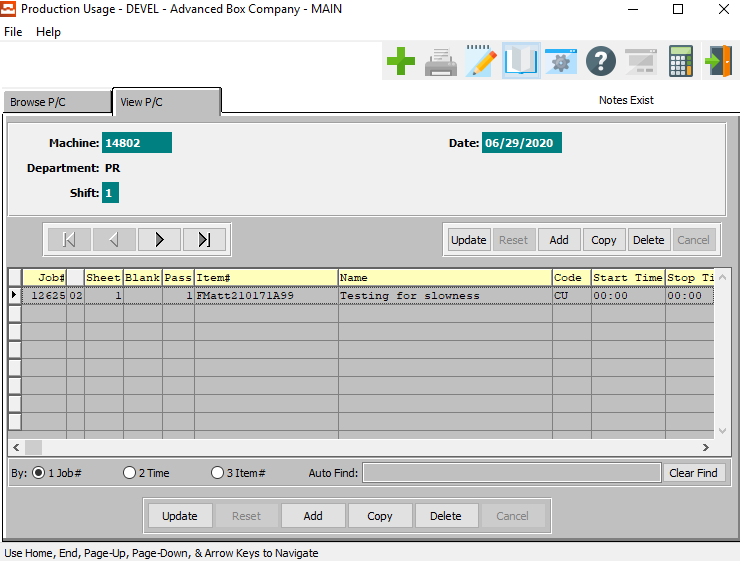 Production Usage - DEVEL - Advanced Box Company - MAIN
File Help
Browse P/C View P/C Notes Exist
Machine: 14802 Date: 06/29/2020
Department: PR
Shift: 1
Update Reset Add Copy Delete Cancel
Job# Sheet Blank Pass Item# Name Code Start Time Stop Ti
12625 02 1 1 FMatt210171A99 Testing for slowness CU 00:00 00:00
By: 1 Job# 2 Time 3 Item# Auto Find: Clear Find
Update Reset Add Copy Delete Cancel
Use Home, End, Page-Up, Page-Down, & Arrow Keys to Navigate